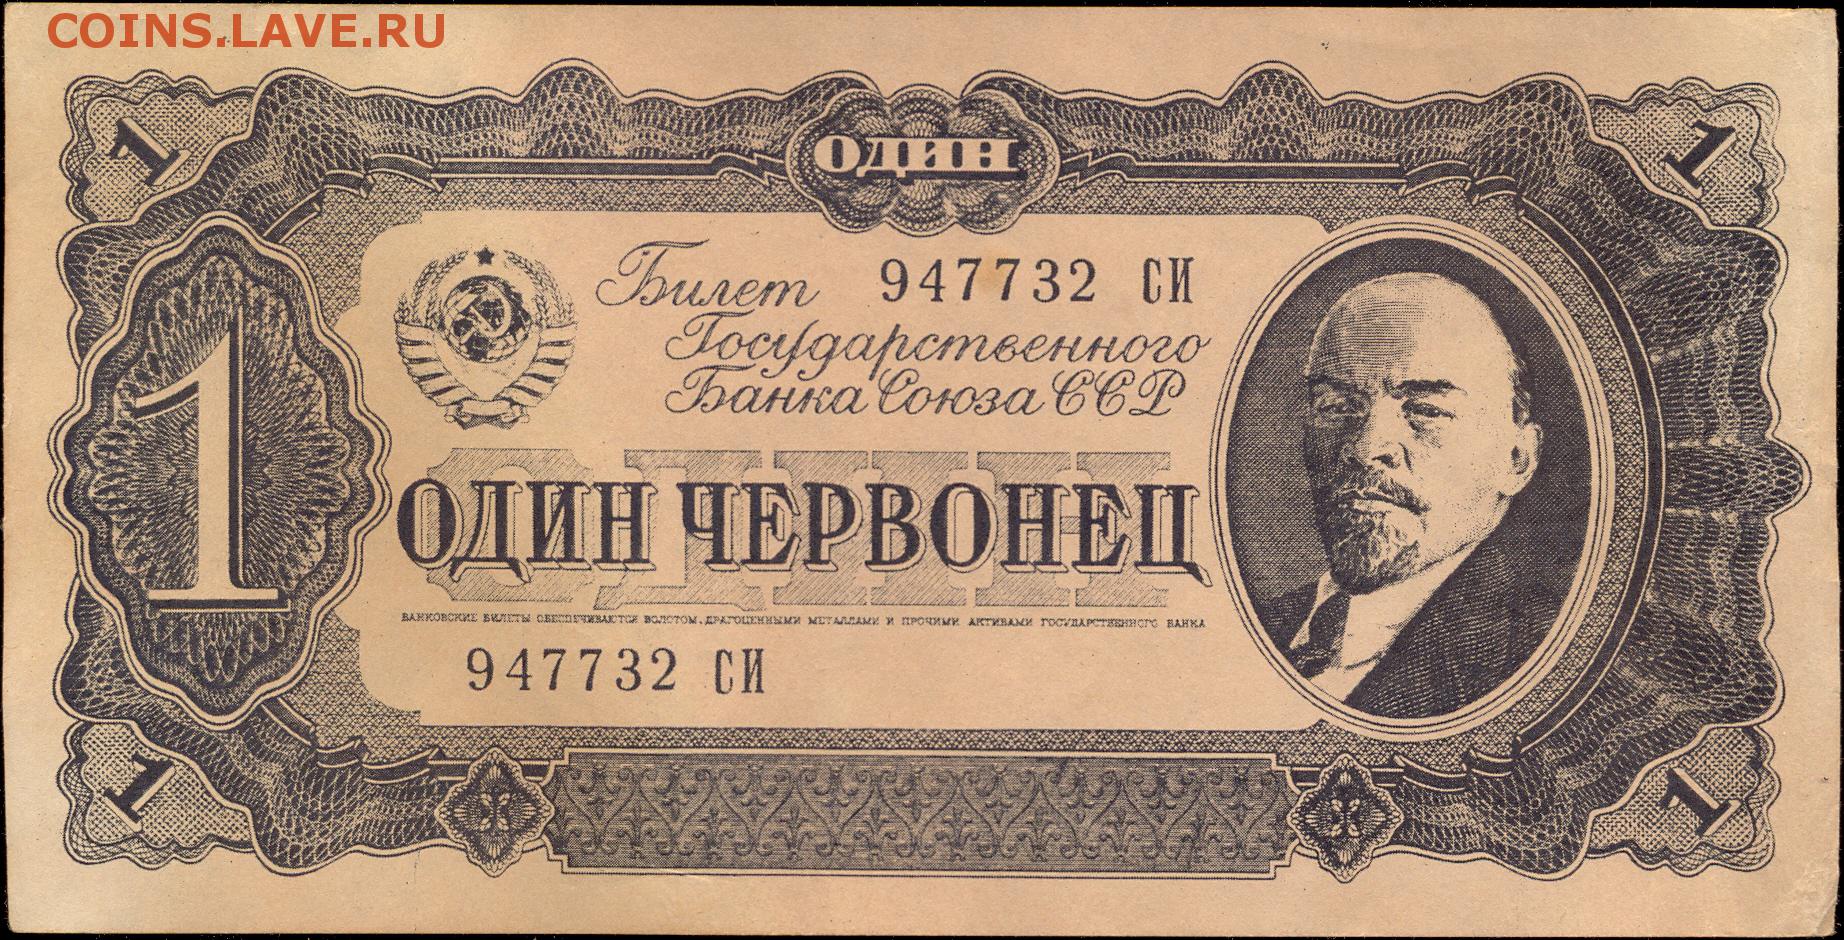 COINS.LAVE.RU
1
ОДИН
1
Билет 947732 СИ
Государственного
Банка Союза ССР
1
ОДИН
ОДИН ЧЕРВОНЕЦ
БАНКОВСКИЕ БИЛЕТЫ ОБЕСПЕЧИВАЮТСЯ ЗОЛОТОМ, ДРАГОЦЕННЫМИ МЕТАЛЛАМИ И ПРОЧИМИ АКТИВАМИ ГОСУДАРСТВЕННОГО БАНКА
947732 СИ
1
1